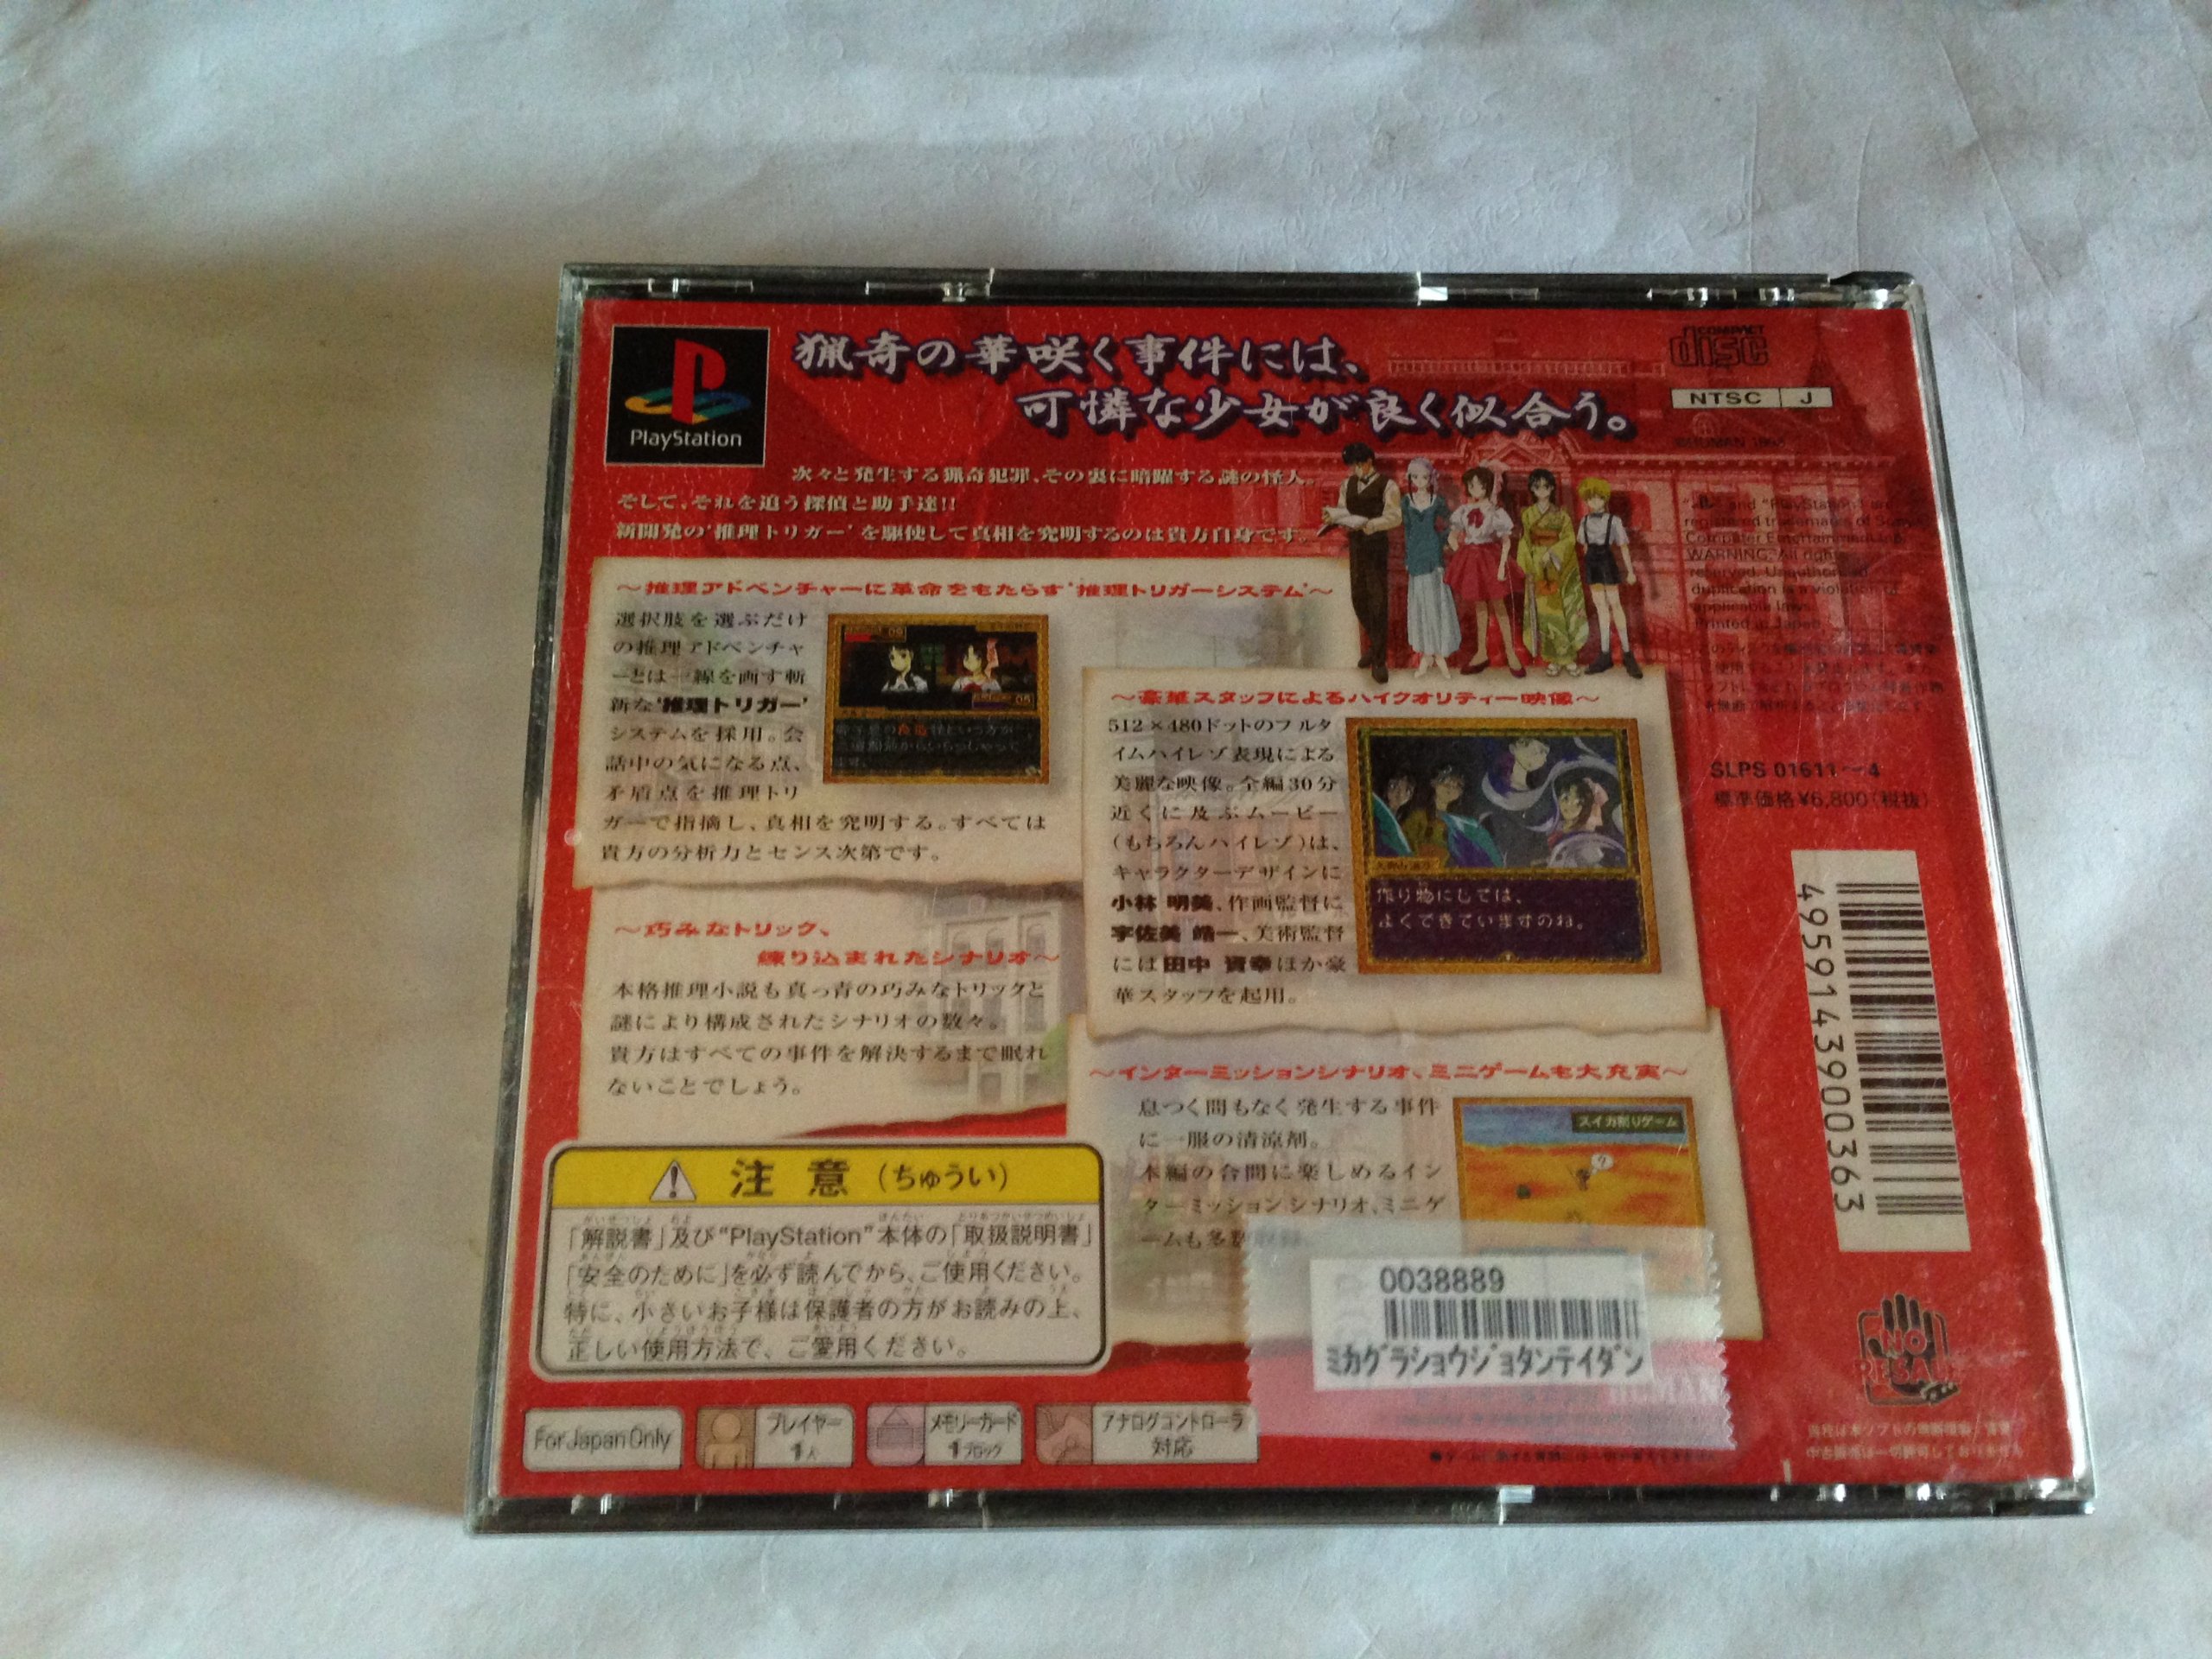 PlayStation
猟奇の華咲く事件には、
可憐な少女が良く似合う。
COMPACT
disc
NTSC J
次々と発生する猟奇犯罪、その裏に暗躍する謎の怪人。
そして、それを追う探偵と助手達!!
新開発の'推理トリガー'を駆使して真相を究明するのは貴方自身です。
"PlayStation" are
registered trademarks of Sony
Computer Entertainment Inc.
WARNING: All rights
reserved. Unauthorized
duplication is a violation of
applicable laws.
Printed in Japan.
SLPS 01611〜4
標準価格¥6,800(税抜)
4959143900363
〜推理アドベンチャーに革命をもたらす'推理トリガーシステム'〜
選択肢を選ぶだけ
の推理アドベンチャ
ーとは一線を画す斬
新な'推理トリガー'
システムを採用。会
話中の気になる点、
矛盾点を推理トリ
ガーで指摘し、真相を究明する。すべては
貴方の分析力とセンス次第です。
〜豪華スタッフによるハイクオリティー映像〜
512×480ドットのフルタ
イムハイレゾ表現による
美麗な映像。全編30分
近くに及ぶムービー
(もちろんハイレゾ)は、
キャラクターデザインに
小林 明美、作画監督に
宇佐美 皓一、美術監督
には田中 資幸ほか豪
華スタッフを起用。
作り物にしては、
よくできていますのね。
〜巧みなトリック、
練り込まれたシナリオ〜
本格推理小説も真っ青の巧みなトリックと
謎により構成されたシナリオの数々。
貴方はすべての事件を解決するまで眠れ
ないことでしょう。
〜インターミッションシナリオ、ミニゲームも大充実〜
息つく間もなく発生する事件
に一服の清涼剤。
本編の合間に楽しめるイン
ターミッションシナリオ、ミニゲ
ームも多数
スイカ割りゲーム
?
注意(ちゅうい)
「解説書」及び"PlayStation"本体の「取扱説明書」
「安全のために」を必ず読んでから、ご使用ください。
特に、小さいお子様は保護者の方がお読みの上、
正しい使用方法で、ご愛用ください。
0038889
ミカグラショウジョタンテイダン
For Japan Only
プレイヤー
1人
メモリーカード
1ブロック
アナログコントローラ
対応
NO